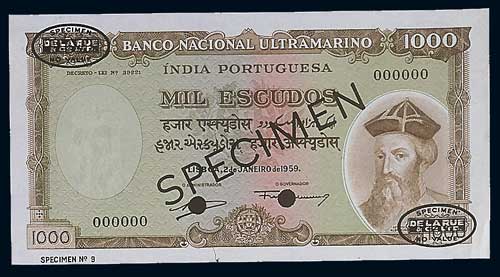 SPECIMEN
DE LA RUE
& Co LTD
NO VALUE
BANCO NACIONAL ULTRAMARINO
1000
DECRETO-LEI Nº 39221
ÍNDIA PORTUGUESA
000000
MIL ESCUDOS
हजार एस्कुदोस
SPECIMEN
LISBOA, 2 DE JANEIRO DE 1959.
O ADMINISTRADOR
O GOVERNADOR
000000
1000
SPECIMEN
DE LA RUE
NO VALUE
SPECIMEN Nº 9